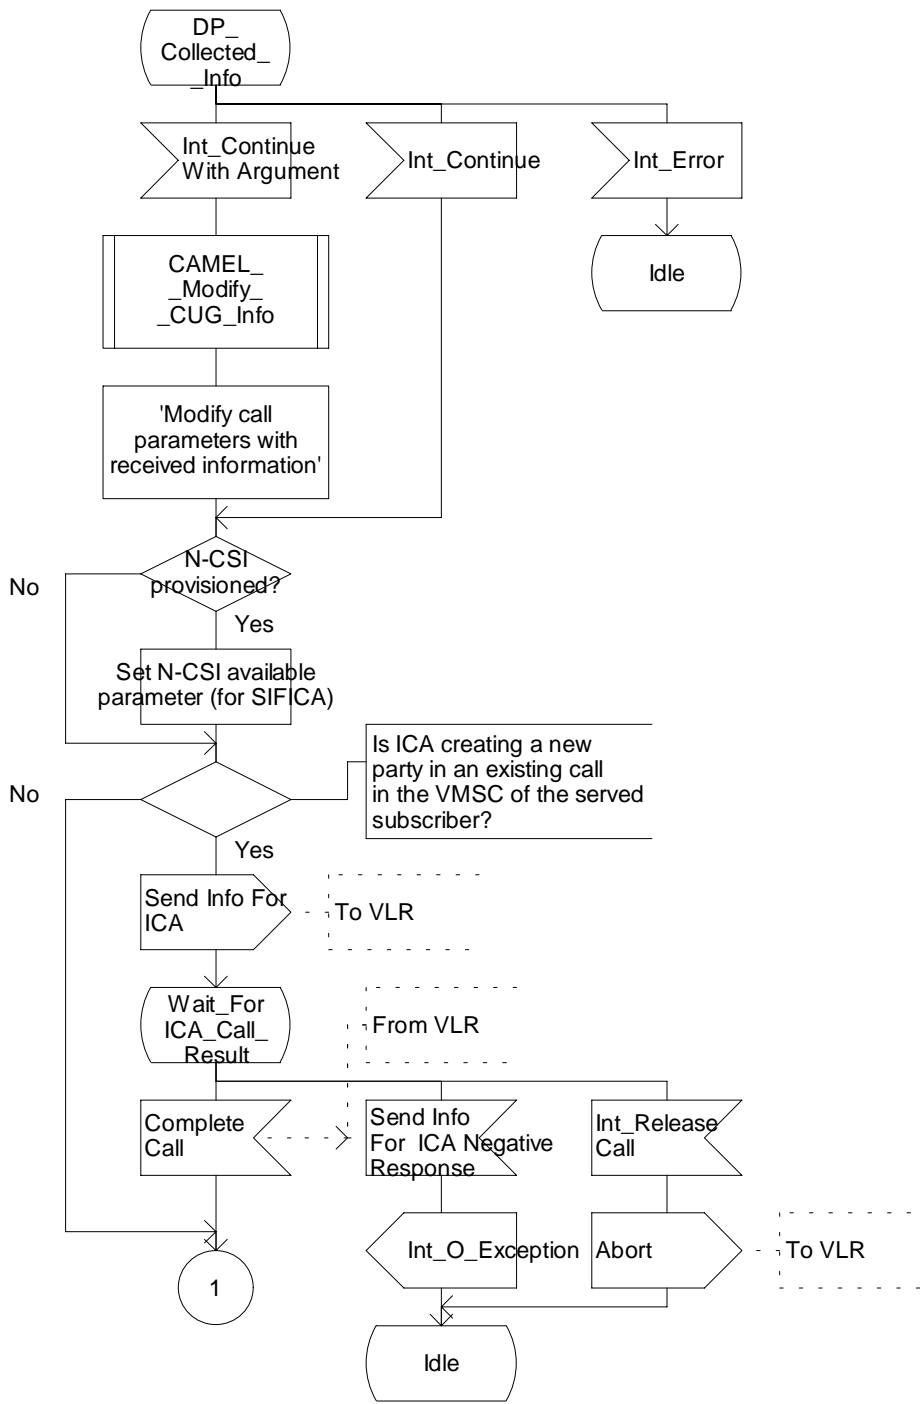 DP_
Collected_
_Info
Int_Continue
With Argument
Int_Continue
Int_Error
CAMEL_
_Modify_
_CUG_Info
Idle
'Modify call
parameters with
received information'
N-CSI
provisioned?
No
Yes
Set N-CSI available
parameter (for SIFICA)
Is ICA creating a new
party in an existing call
in the VMSC of the served
subscriber?
No
Yes
Send Info For
ICA
To VLR
Wait_For
ICA_Call_
Result
From VLR
Complete
Call
Send Info
For ICA Negative
Response
Int_Release
Call
Int_O_Exception
Abort
To VLR
1
Idle